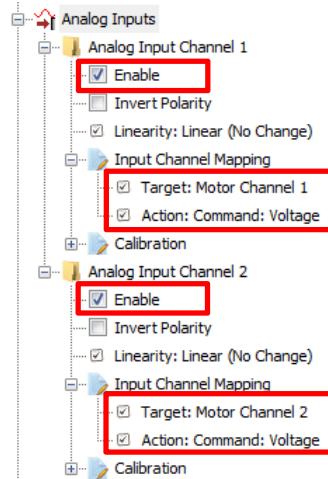 Analog Inputs
Analog Input Channel 1
Enable
Invert Polarity
Linearity: Linear (No Change)
Input Channel Mapping
Target: Motor Channel 1
Action: Command: Voltage
Calibration
Analog Input Channel 2
Enable
Invert Polarity
Linearity: Linear (No Change)
Input Channel Mapping
Target: Motor Channel 2
Action: Command: Voltage
Calibration